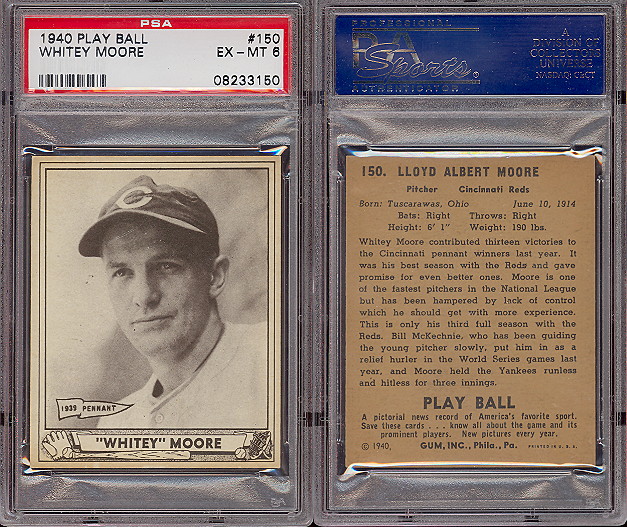 PSA
1940 PLAY BALL #150
WHITEY MOORE EX - MT 6
08233150
C
1939 PENNANT
"WHITEY" MOORE
PROFESSIONAL
PSA
Sports
AUTHENTICATOR
A
DIVISION OF
COLLECTORS
UNIVERSE
NASDAQ: CLCT
150. LLOYD ALBERT MOORE
Pitcher Cincinnati Reds
Born: Tuscarawas, Ohio June 10, 1914
Bats: Right Throws: Right
Height: 6' 1" Weight: 190 lbs.
Whitey Moore contributed thirteen victories to
the Cincinnati pennant winners last year. It
was his best season with the Reds and gave
promise for even better ones. Moore is one
of the fastest pitchers in the National League
but has been hampered by lack of control
which he should get with more experience.
This is only his third full season with the
Reds. Bill McKechnie, who has been guiding
the young pitcher slowly, put him in as a
relief hurler in the World Series games last
year, and Moore held the Yankees runless
and hitless for three innings.
PLAY BALL
A pictorial news record of America's favorite sport.
Save these cards . . . know all about the game and its
prominent players. New pictures every year.
© 1940, GUM, INC., Phila., Pa. PRINTED IN U. S. A.